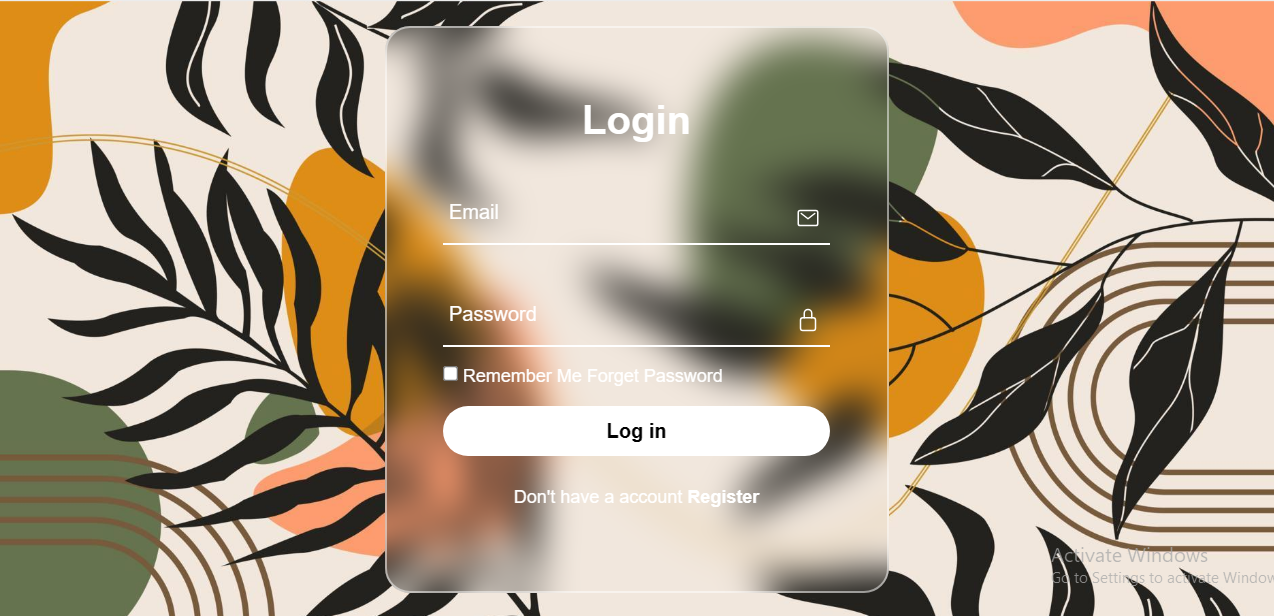 Login
Email
Password
Remember Me Forget Password
Log in
Don't have a account Register
Activate Windows
Go to Settings to activate Window